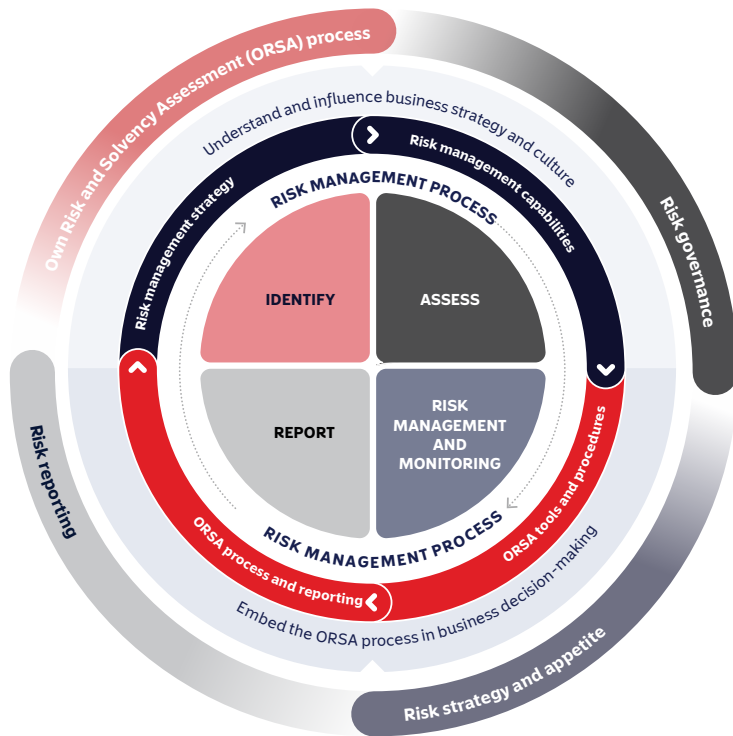 Own Risk and Solvency Assessment (ORSA) process
Risk governance
Risk strategy and appetite
Risk reporting
Understand and influence business strategy and culture
Risk management strategy
Risk management capabilities
ORSA tools and procedures
ORSA process and reporting
Embed the ORSA process in business decision-making
RISK MANAGEMENT PROCESS
IDENTIFY
ASSESS
REPORT
RISK
MANAGEMENT
AND
MONITORING
RISK MANAGEMENT PROCESS